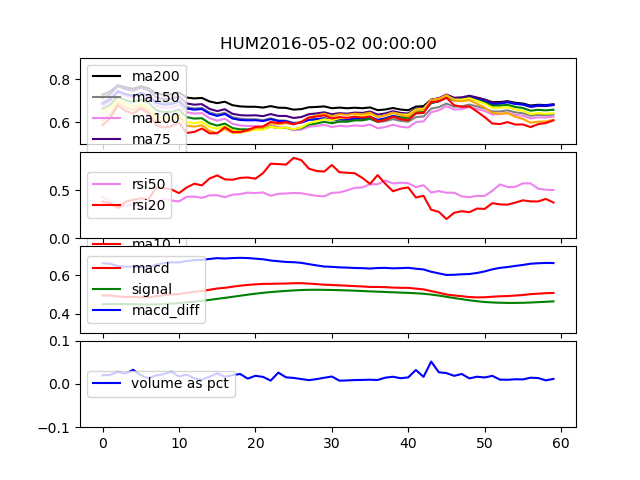 HUM2016-05-02 00:00:00
0.8
0.6
ma200
ma150
ma100
ma75
0.5
0.0
rsi50
rsi20
ma10
0.6
0.4
macd
signal
macd_diff
0.1
0.0
−0.1
volume as pct
0 10 20 30 40 50 60